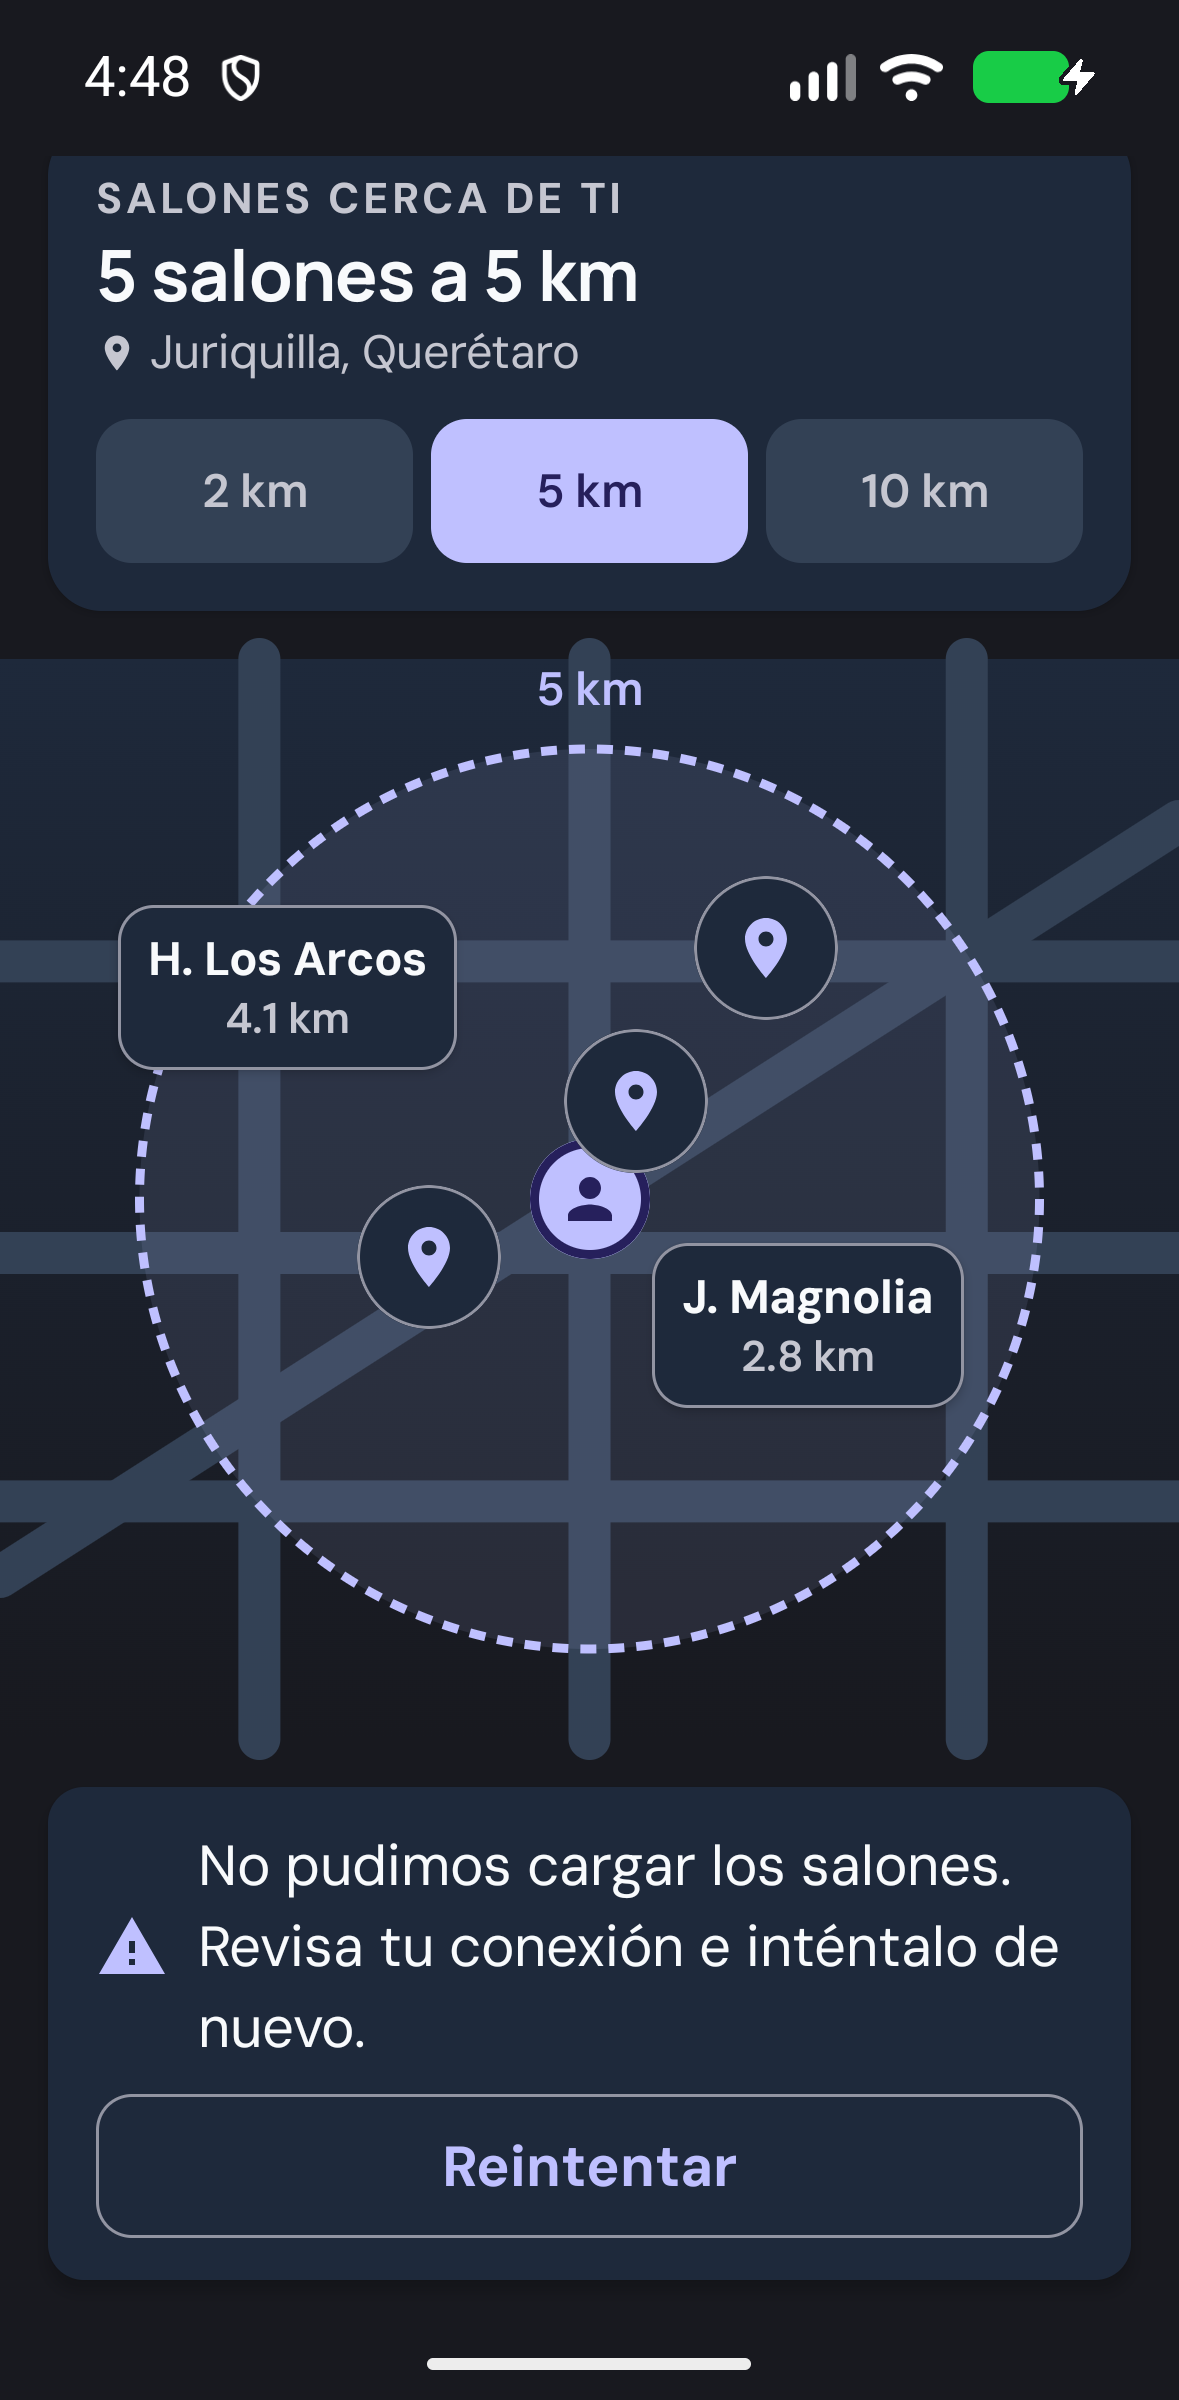 4:48
SALONES CERCA DE TI
5 salones a 5 km
Juriquilla, Querétaro
2 km
5 km
10 km
5 km
H. Los Arcos
4.1 km
J. Magnolia
2.8 km
No pudimos cargar los salones.
Revisa tu conexión e inténtalo de
nuevo.
Reintentar